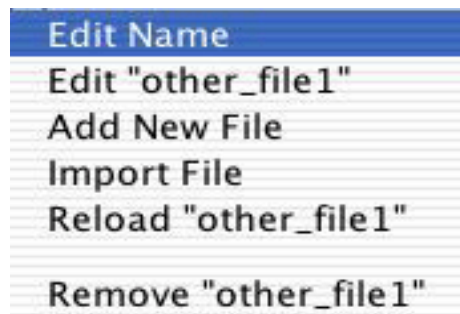 Edit Name
Edit "other_file1"
Add New File
Import File
Reload "other_file1"
Remove "other_file1"